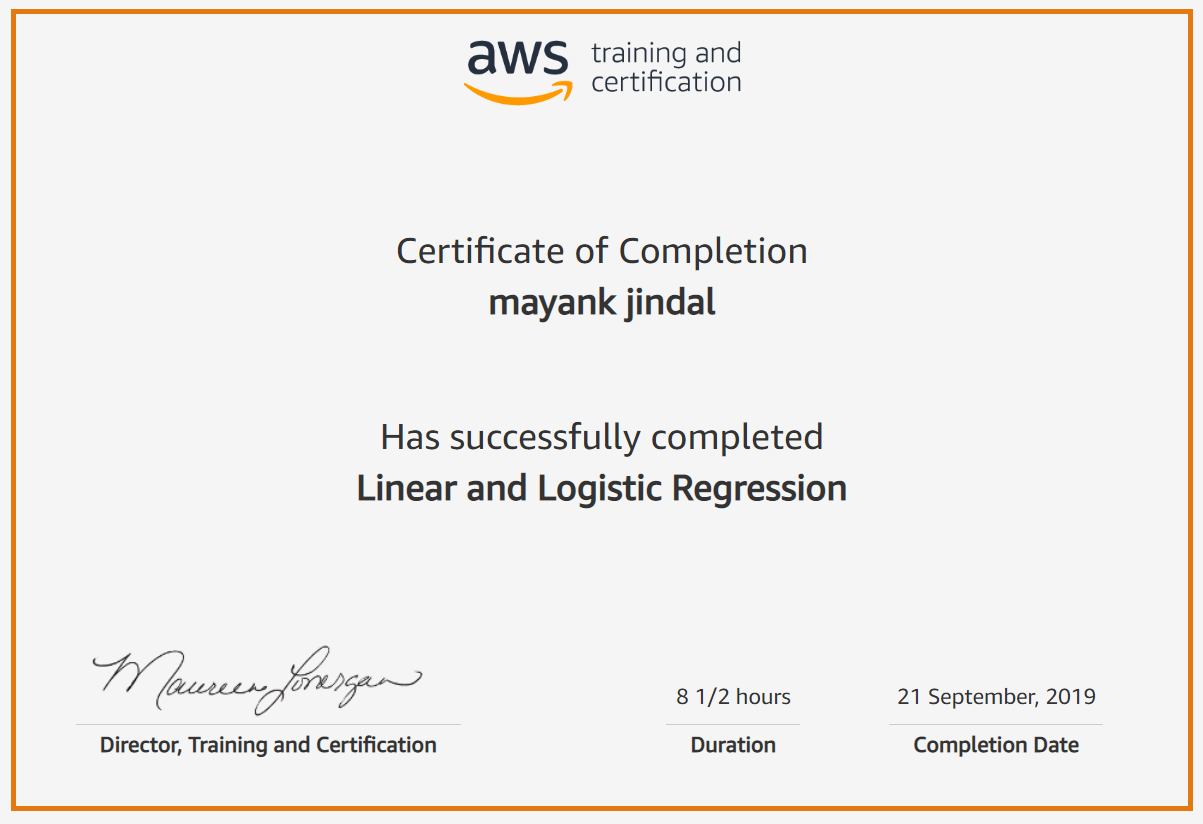 aws training and
certification
Certificate of Completion
mayank jindal
Has successfully completed
Linear and Logistic Regression
Maureen Lonergan
8 1/2 hours
21 September, 2019
Director, Training and Certification
Duration
Completion Date